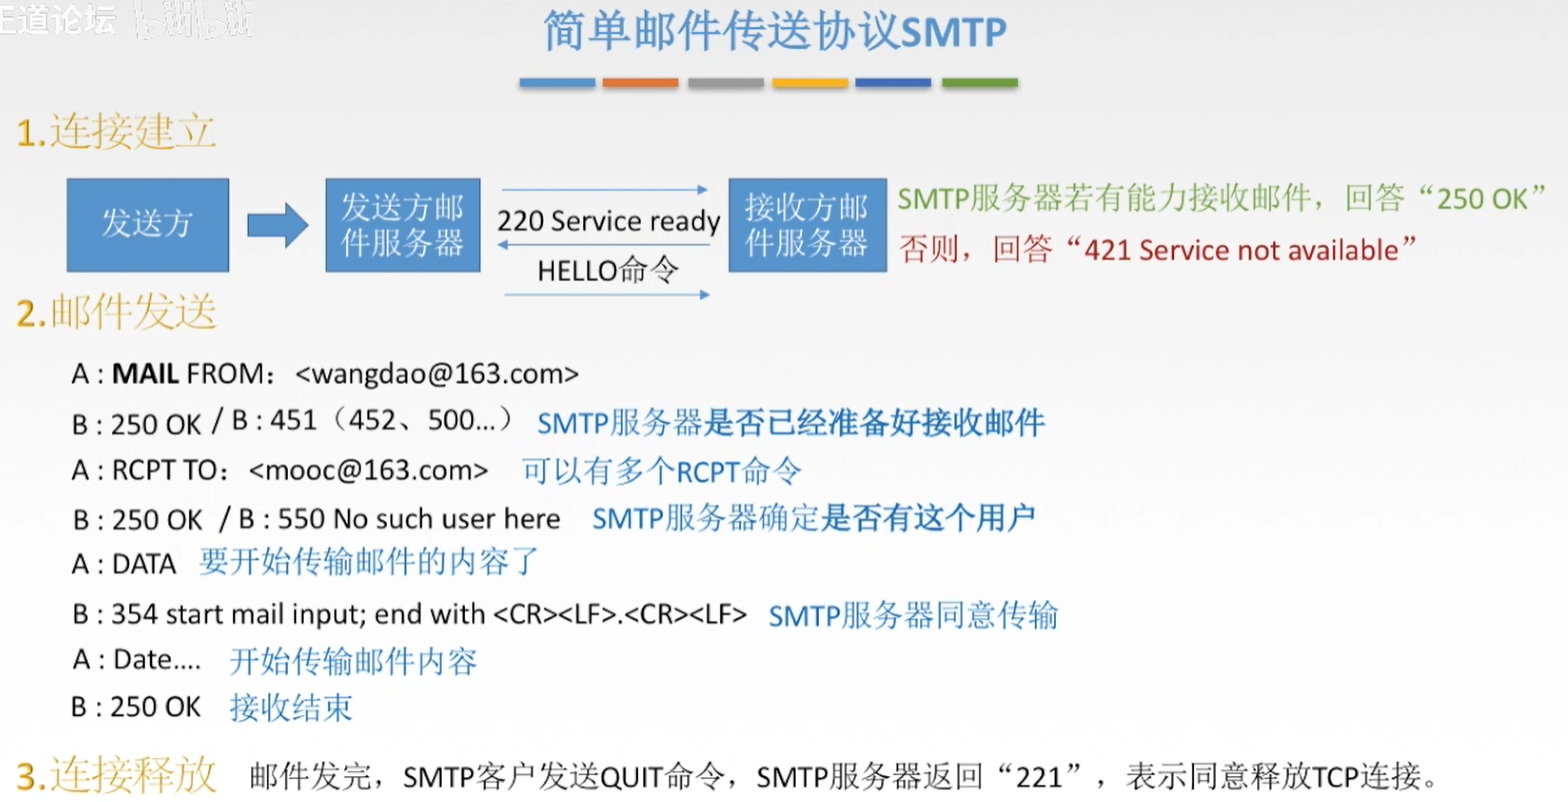 王道论坛 bilibili
简单邮件传送协议SMTP
1.连接建立
发送方
发送方邮
件服务器
220 Service ready
HELLO命令
接收方邮
件服务器
SMTP服务器若有能力接收邮件，回答“250 OK”
否则，回答“421 Service not available”
2.邮件发送
A : MAIL FROM：<wangdao@163.com>
B : 250 OK / B : 451（452、500...） SMTP服务器是否已经准备好接收邮件
A : RCPT TO：<mooc@163.com> 可以有多个RCPT命令
B : 250 OK / B : 550 No such user here SMTP服务器确定是否有这个用户
A : DATA 要开始传输邮件的内容了
B : 354 start mail input; end with <CR><LF>.<CR><LF> SMTP服务器同意传输
A : Date.... 开始传输邮件内容
B : 250 OK 接收结束
3.连接释放 邮件发完，SMTP客户发送QUIT命令，SMTP服务器返回“221”，表示同意释放TCP连接。